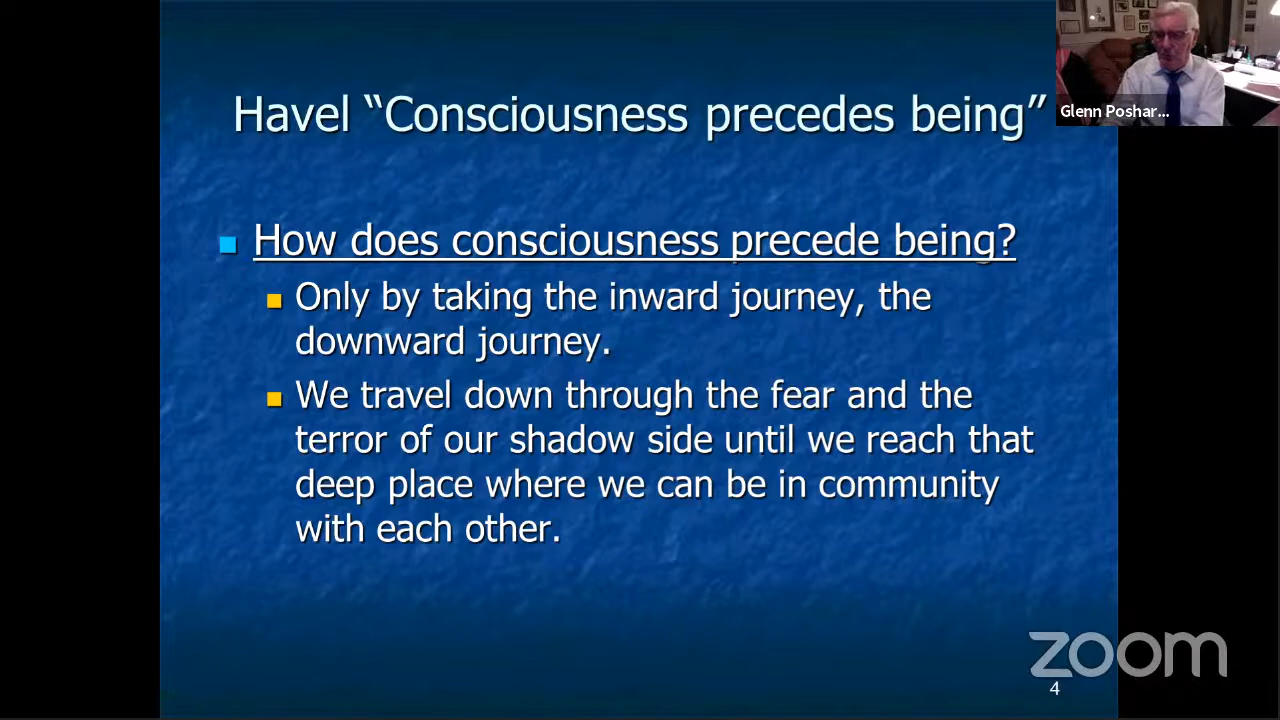 Havel “Consciousness precedes being”
Glenn Poshar...
How does consciousness precede being?
Only by taking the inward journey, the
downward journey.
We travel down through the fear and the
terror of our shadow side until we reach that
deep place where we can be in community
with each other.
zoom
4